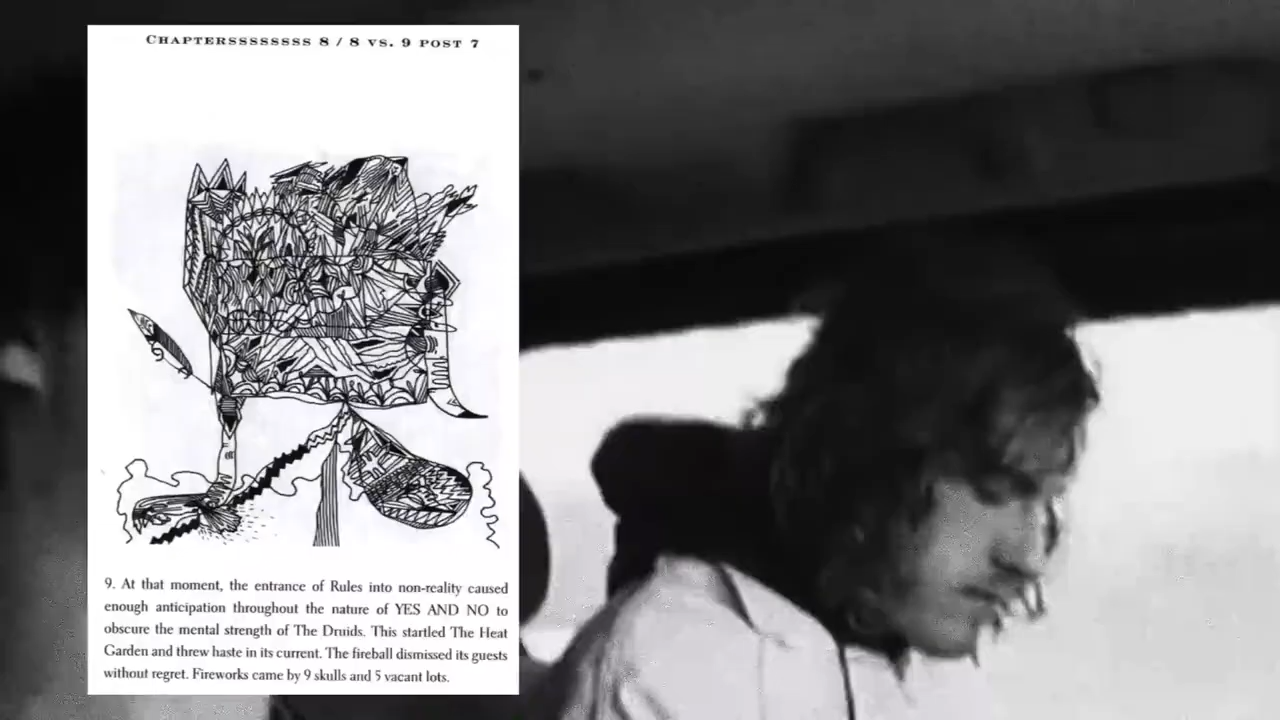 CHAPTERSSSSSSSS 8 / 8 VS. 9 POST 7
9. At that moment, the entrance of Rules into non-reality caused
enough anticipation throughout the nature of YES AND NO to
obscure the mental strength of The Druids. This startled The Heat
Garden and threw haste in its current. The fireball dismissed its guests
without regret. Fireworks came by 9 skulls and 5 vacant lots.